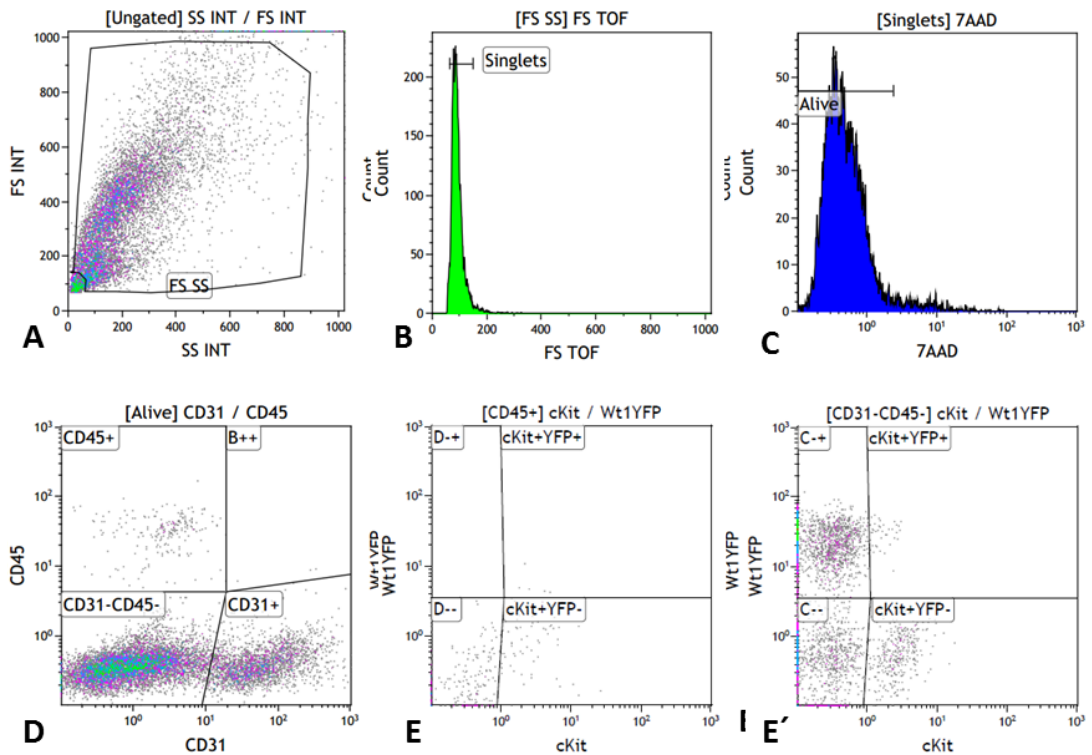 [Ungated] SS INT / FS INT
1000
800
600
400
200
0
FS INT
FS SS
0 200 400 600 800 1000
SS INT
A
[FS SS] FS TOF
200
150
100
50
0
Count
Count
Singlets
0 200 400 600 800 1000
FS TOF
B
[Singlets] 7AAD
50
40
30
20
10
0
Count
Count
Alive
10⁰ 10¹ 10² 10³
7AAD
C
[Alive] CD31 / CD45
10³
10²
10¹
10⁰
CD45
CD45+ B++
CD31-CD45- CD31+
10⁰ 10¹ 10² 10³
CD31
D
[CD45+] cKit / Wt1YFP
10³
10²
10¹
10⁰
Wt1YFP
Wt1YFP
D-+ cKit+YFP+
D-- cKit+YFP-
10⁰ 10¹ 10² 10³
cKit
E
[CD31-CD45-] cKit / Wt1YFP
10³
10²
10¹
10⁰
Wt1YFP
Wt1YFP
C-+ cKit+YFP+
C-- cKit+YFP-
10⁰ 10¹ 10² 10³
cKit
E´